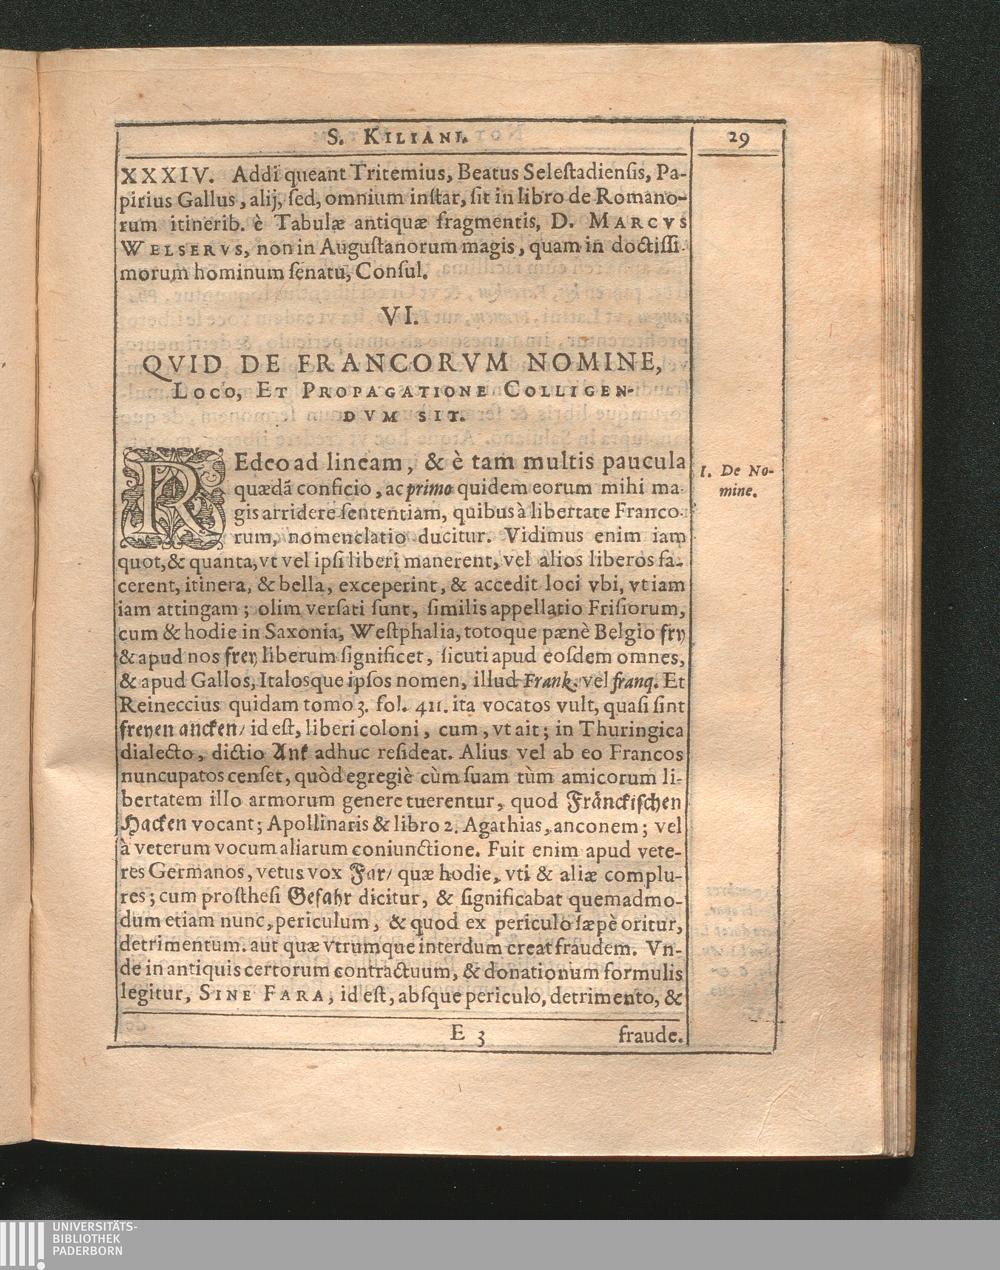 S. KILIANI.
29
XXXIV. Addi queant Tritemius, Beatus Selestadiensis, Pa-
pirius Gallus, alij, sed, omnium instar, sit in libro de Romano-
rum itinerib. è Tabulæ antiquæ fragmentis, D. MARCVS
WELSERVS, non in Augustanorum magis, quam in doctissi-
morum hominum senatu, Consul.
VI.
QVID DE FRANCORVM NOMINE,
LOCO, ET PROPAGATIONE COLLIGEN-
DVM SIT.
REdeo ad lineam, & è tam multis paucula
quædã conficio, ac primo quidem eorum mihi ma-
gis arridere sententiam, quibus à libertate Franco-
rum, nomenclatio ducitur. Vidimus enim iam
I. De No-
mine.
quot, & quanta, vt vel ipsi liberi manerent, vel alios liberos fa-
cerent, itinera, & bella, exceperint, & accedit loci vbi, vt iam
iam attingam; olim versati sunt, similis appellatio Frisiorum,
cum & hodie in Saxonia, Westphalia, totoque pænè Belgio fry
& apud nos frey liberum significet, sicuti apud eosdem omnes,
& apud Gallos, Italosque ipsos nomen, illud Frank, vel franq. Et
Reineccius quidam tomo 3. fol. 411. ita vocatos vult, quasi sint
freyen ancken/ id est, liberi coloni, cum, vt ait; in Thuringica
dialecto, dictio Ank adhuc resideat. Alius vel ab eo Francos
nuncupatos censet, quòd egregiè cùm suam tùm amicorum li-
bertatem illo armorum genere tuerentur, quod Fränckischen
Hacken vocant; Apollinaris & libro 2. Agathias, anconem; vel
à veterum vocum aliarum coniunctione. Fuit enim apud vete-
res Germanos, vetus vox Far/ quæ hodie, vti & aliæ complu-
res; cum prosthesi Gefahr dicitur, & significabat quemadmo-
dum etiam nunc, periculum, & quod ex periculo sæpè oritur,
detrimentum. aut quæ vtrumque interdum creat fraudem. Vn-
de in antiquis certorum contractuum, & donationum formulis
legitur, SINE FARA, id est, absque periculo, detrimento, &
E 3
fraude.
UNIVERSITÄTS-
BIBLIOTHEK
PADERBORN